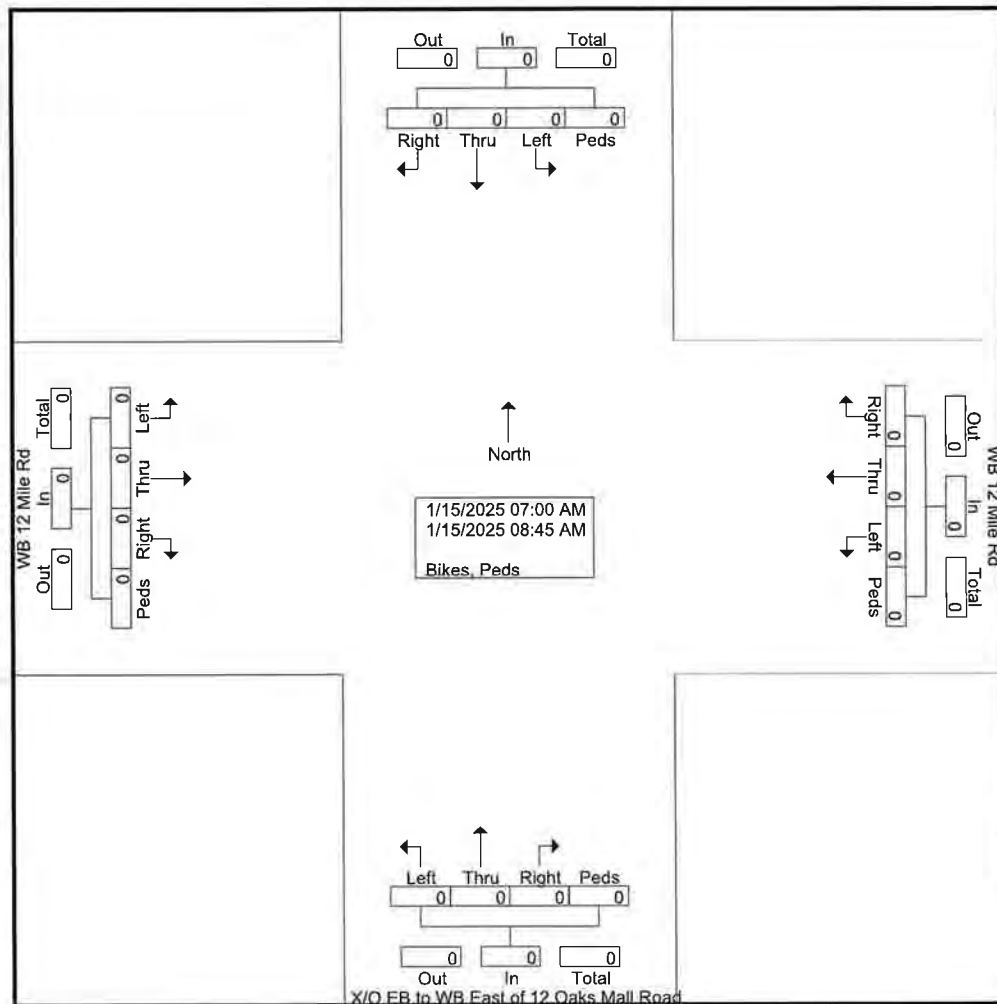 Out In Total
0 0 0
0 0 0 0
Right Thru Left Peds
WB 12 Mile Rd
Total In Out
0 0 0
0 0 0 0
Left Thru Right Peds
North
1/15/2025 07:00 AM
1/15/2025 08:45 AM
Bikes, Peds
Right Thru Left Peds
0 0 0 0
Out In Total
0 0 0
WB 12 Mile Rd
Left Thru Right Peds
0 0 0 0
0 0 0
Out In Total
X/O EB to WB East of 12 Oaks Mall Road